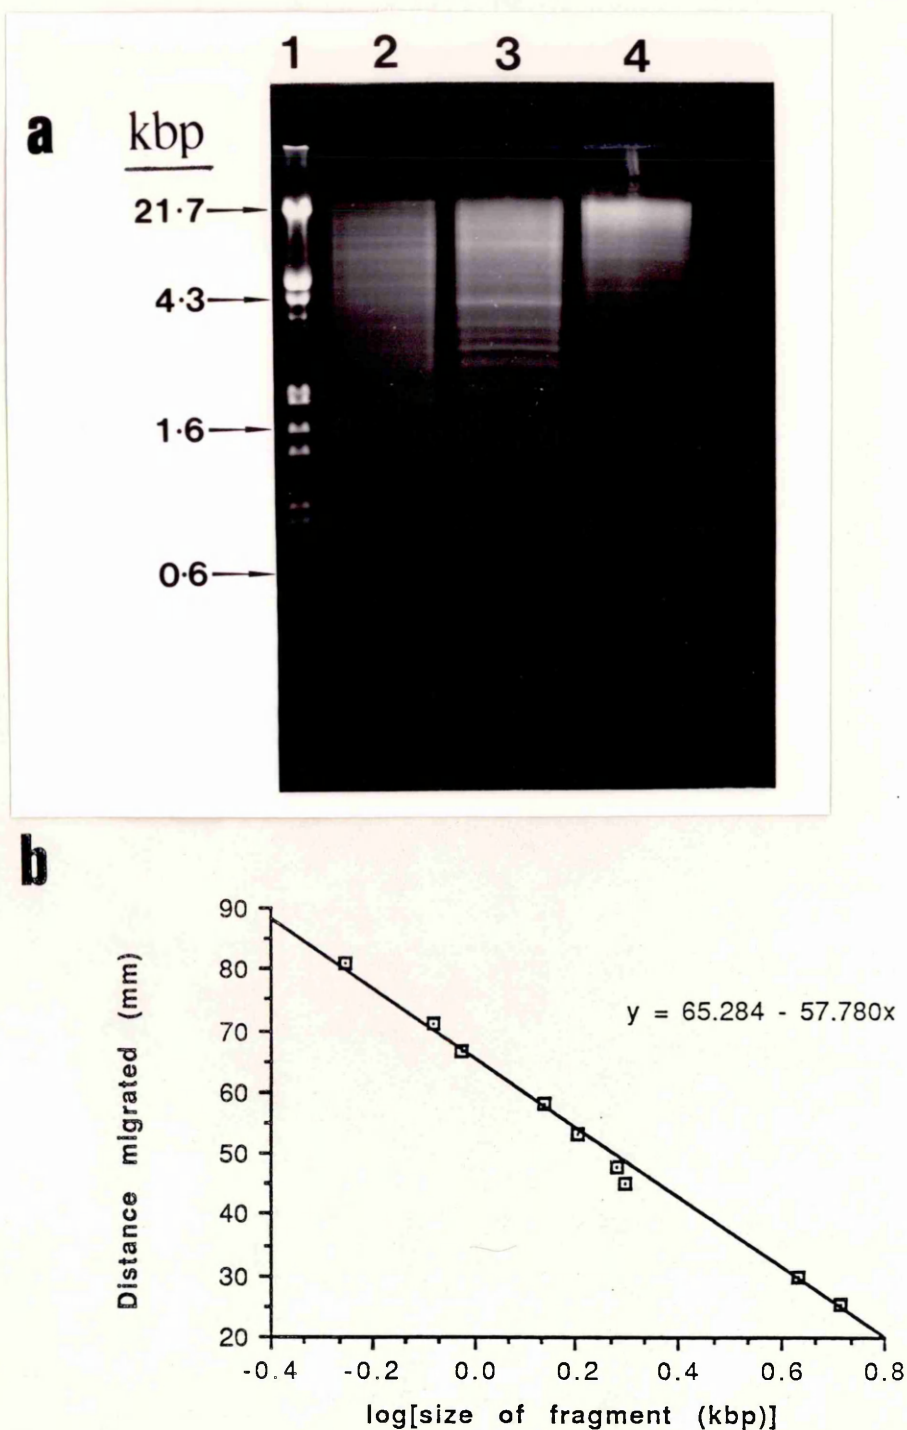 1 2 3 4
a
kbp
21·7
4·3
1·6
0·6
b
90
80
70
60
50
40
30
20
y = 65.284 - 57.780x
Distance migrated (mm)
-0.4 -0.2 0.0 0.2 0.4 0.6 0.8
log[size of fragment (kbp)]